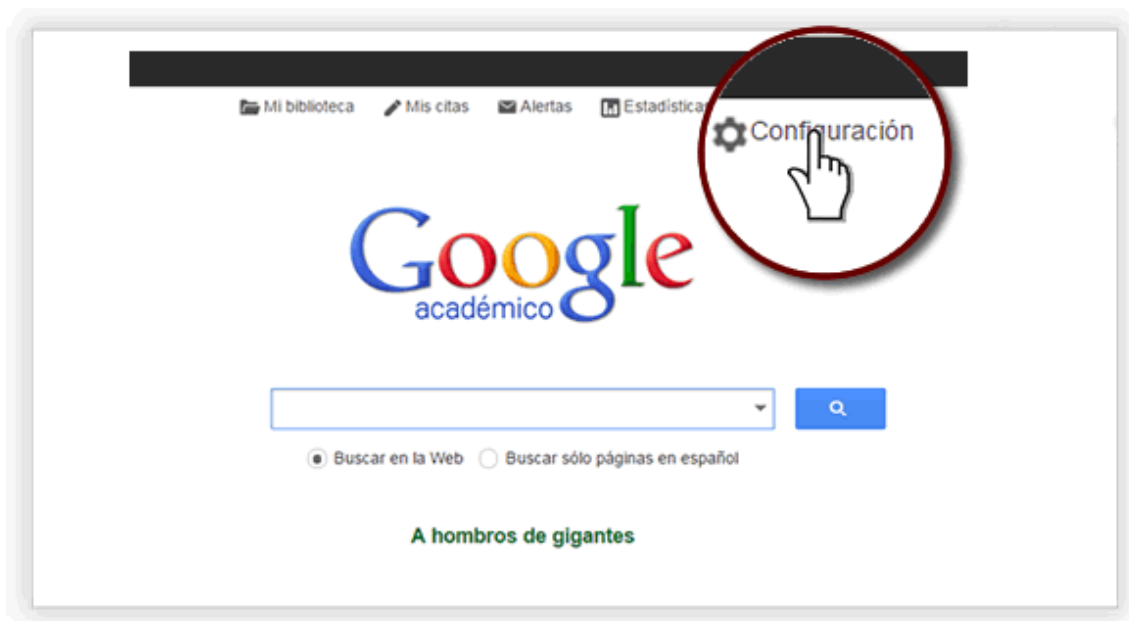 Mi biblioteca Mis citas Alertas Estadísticas Configuración
Google
académico
Buscar en la Web Buscar sólo páginas en español
A hombros de gigantes